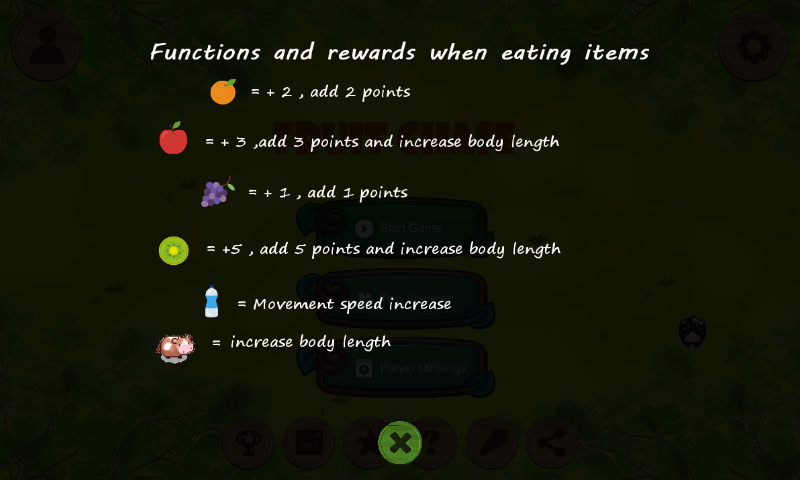 Functions and rewards when eating items
= + 2 , add 2 points
= + 3 ,add 3 points and increase body length
= + 1 , add 1 points
Start Game
= +5 , add 5 points and increase body length
= Movement speed increase
= increase body length
Player rankings